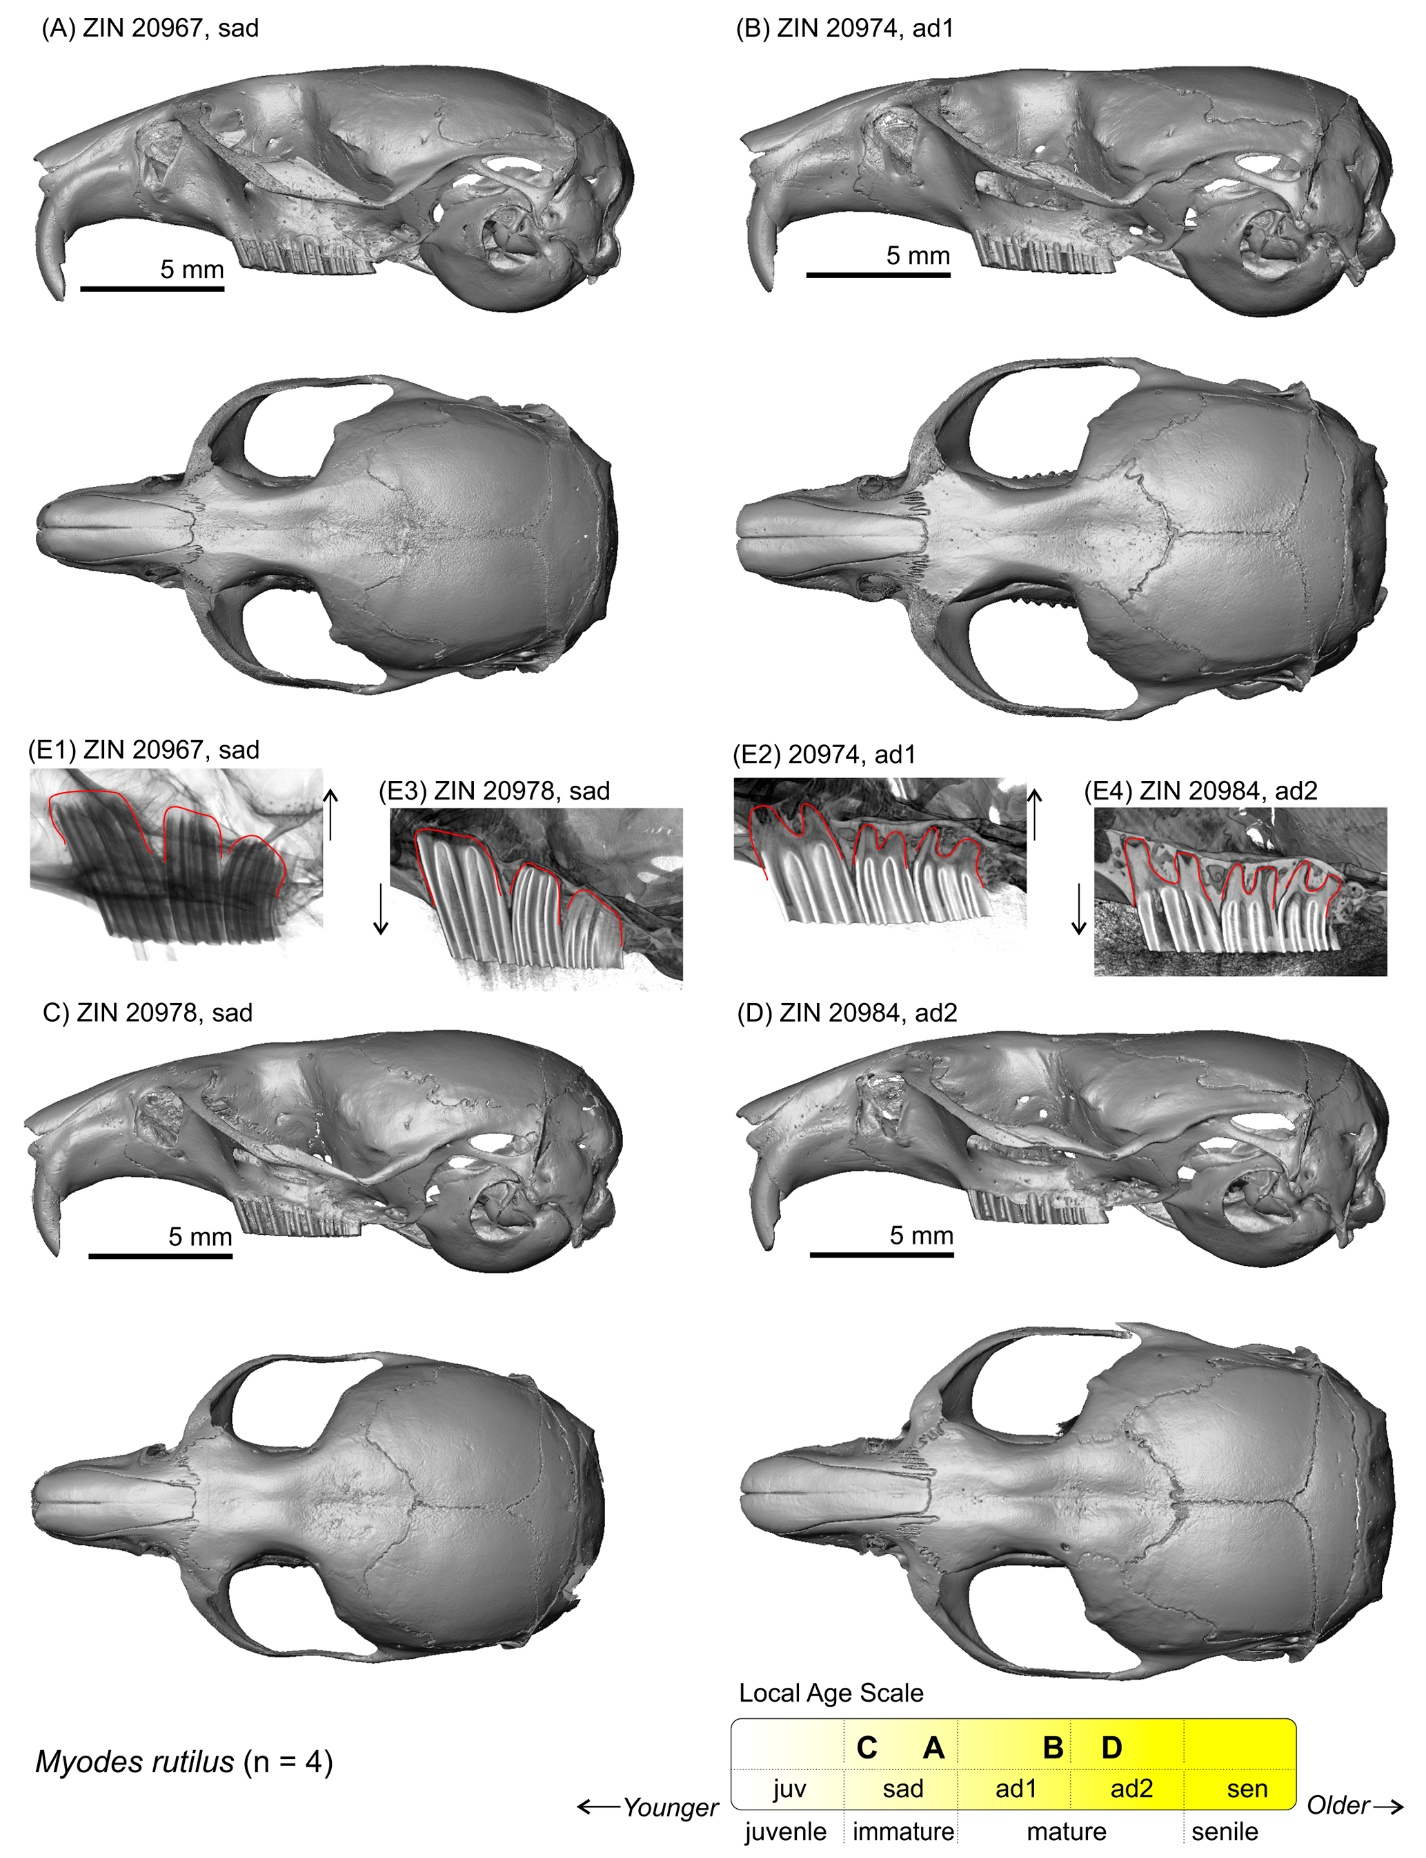 (A) ZIN 20967, sad
(B) ZIN 20974, ad1
5 mm
5 mm
(E1) ZIN 20967, sad
(E2) 20974, ad1
(E3) ZIN 20978, sad
(E4) ZIN 20984, ad2
C) ZIN 20978, sad
(D) ZIN 20984, ad2
5 mm
5 mm
Local Age Scale
C A B D
Myodes rutilus (n = 4)
juv sad ad1 ad2 sen
←Younger
Older→
juvenle immature mature senile